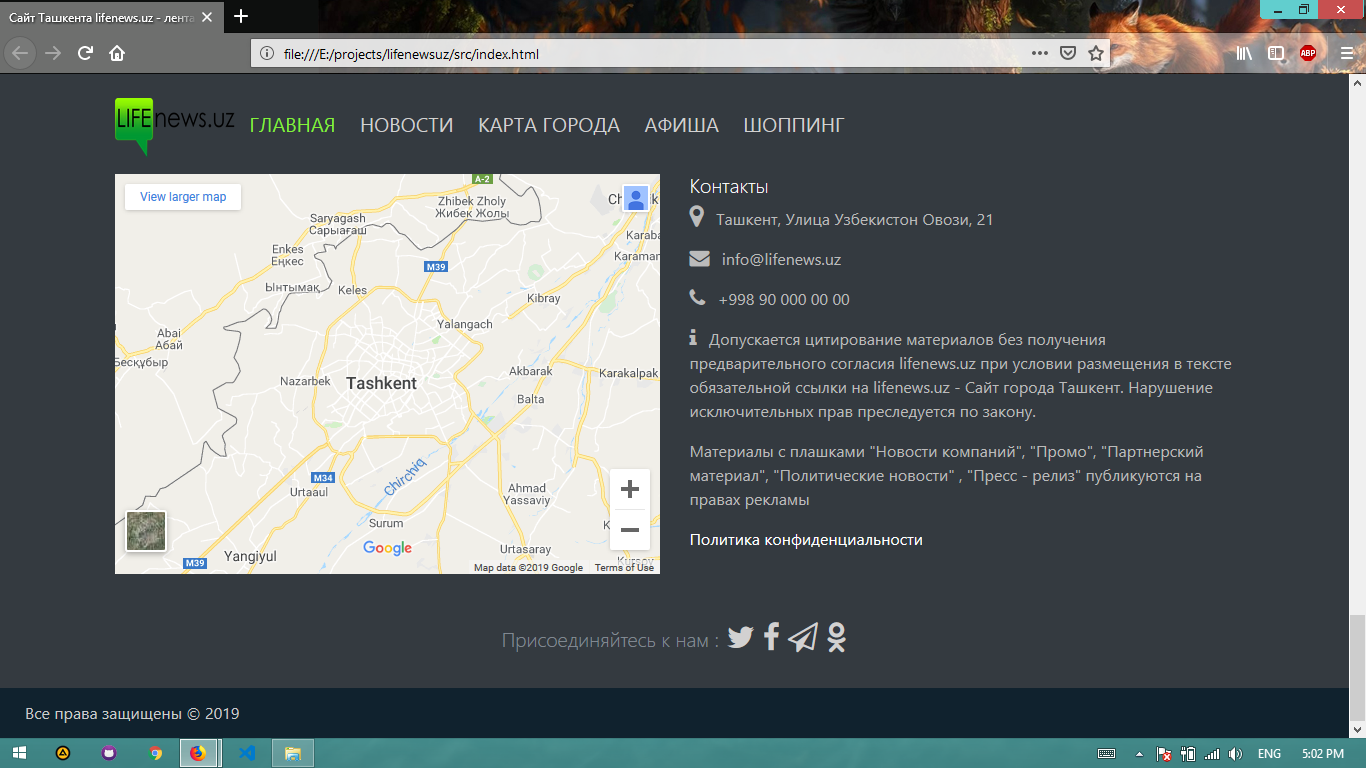 Сайт Ташкента lifenews.uz - лента
file:///E:/projects/lifenewsuz/src/index.html
ABP
LIFEnews.uz
ГЛАВНАЯ НОВОСТИ КАРТА ГОРОДА АФИША ШОППИНГ
View larger map
A-2
Zhibek Zholy
Жибек Жолы
Saryagash
Сарыағаш
Karaba
Enkes
Еңкес
Karamar
M39
Ынтымақ
Keles
Kibray
Yalangach
Abai
Абай
Бесқұбыр
Nazarbek
Tashkent
Akbarak
Karakalpak
Balta
M34
Chirchiq
Urtaaul
Ahmad
Yassaviy
Surum
Yangiyul
Google
Urtasaray
M39
Map data ©2019 Google Terms of Use
Контакты
Ташкент, Улица Узбекистон Овози, 21
info@lifenews.uz
+998 90 000 00 00
Допускается цитирование материалов без получения
предварительного согласия lifenews.uz при условии размещения в тексте
обязательной ссылки на lifenews.uz - Сайт города Ташкент. Нарушение
исключительных прав преследуется по закону.
Материалы с плашками "Новости компаний", "Промо", "Партнерский
материал", "Политические новости" , "Пресс - релиз" публикуются на
правах рекламы
Политика конфиденциальности
Присоединяйтесь к нам :
Все права защищены © 2019
ENG 5:02 PM